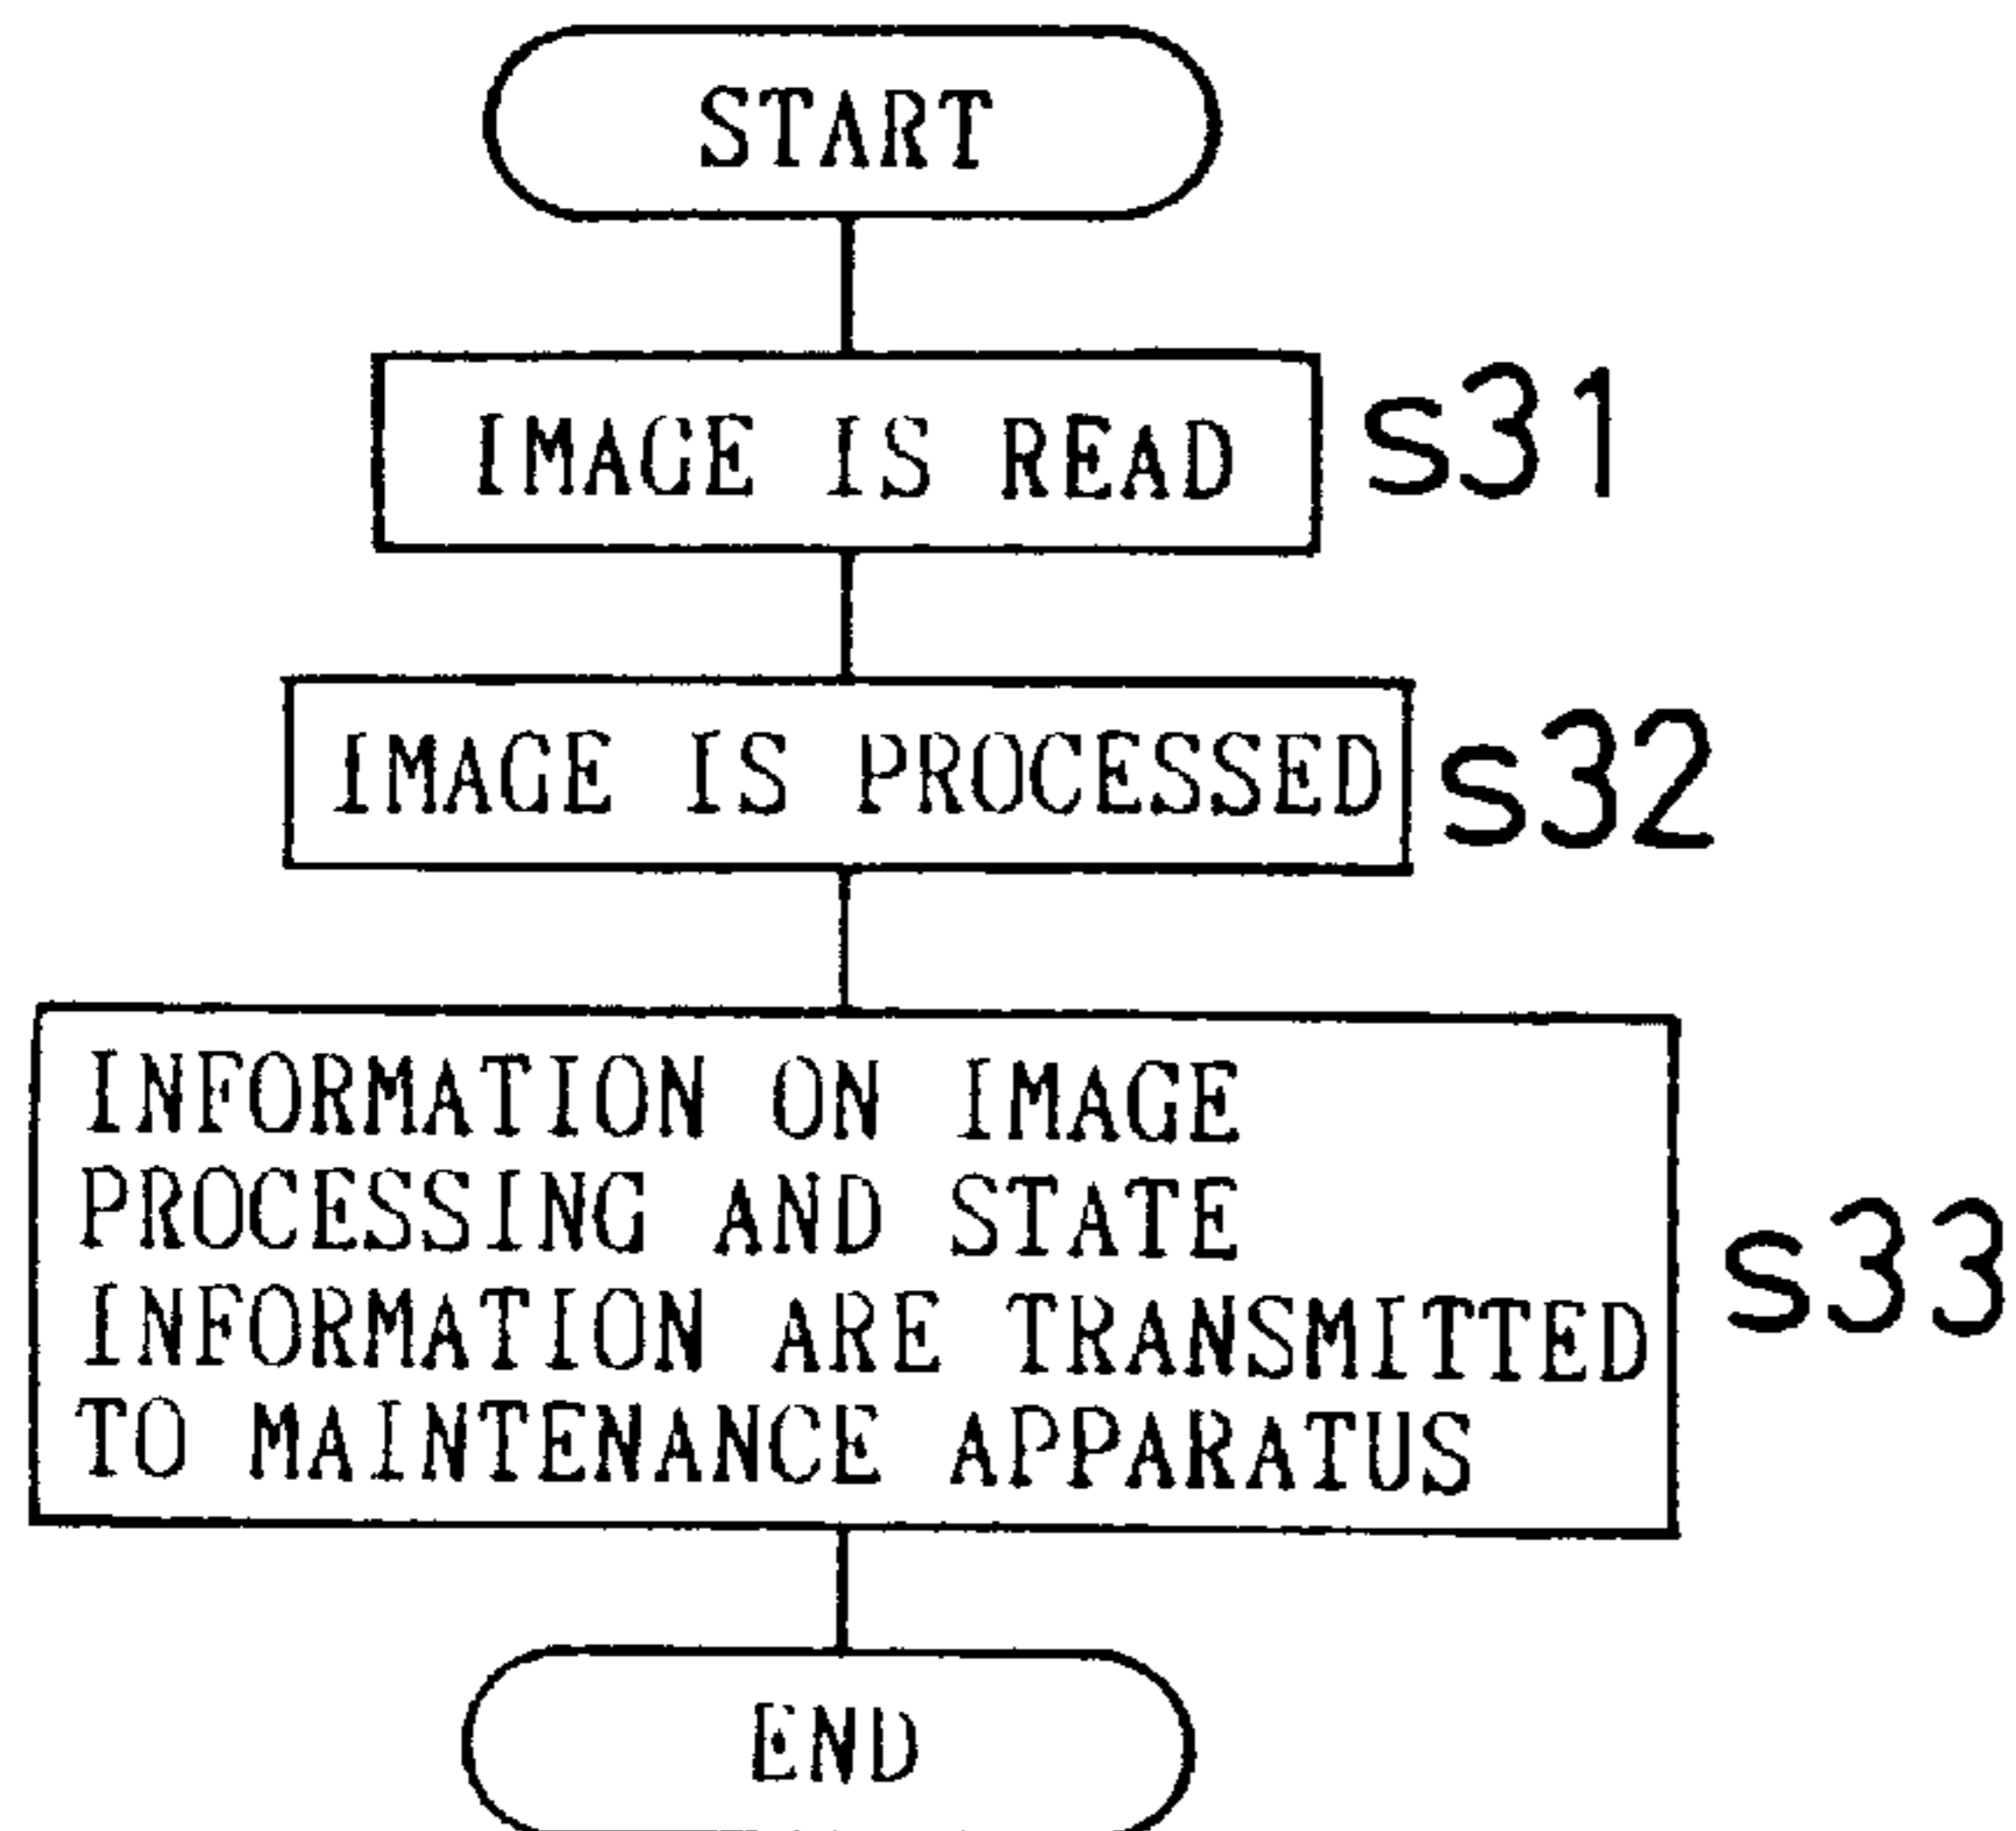 START
IMAGE IS READ
s31
IMAGE IS PROCESSED
s32
INFORMATION ON IMAGE
PROCESSING AND STATE
INFORMATION ARE TRANSMITTED
TO MAINTENANCE APPARATUS
s33
END